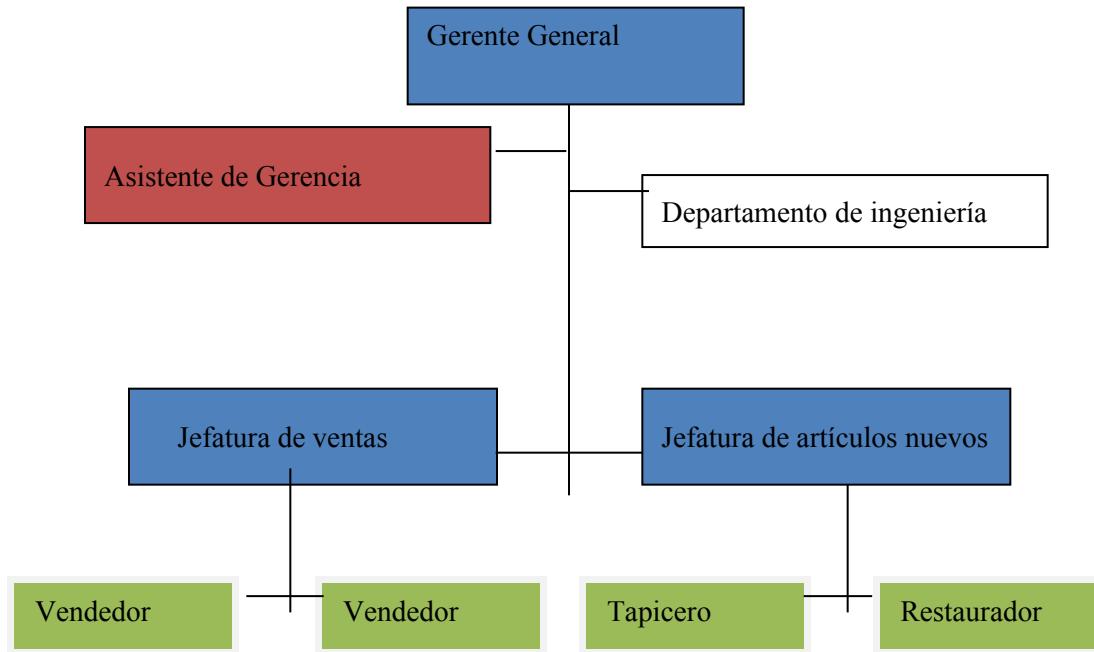 Gerente General
Asistente de Gerencia
Departamento de ingeniería
Jefatura de ventas
Jefatura de artículos nuevos
Vendedor
Vendedor
Tapicero
Restaurador